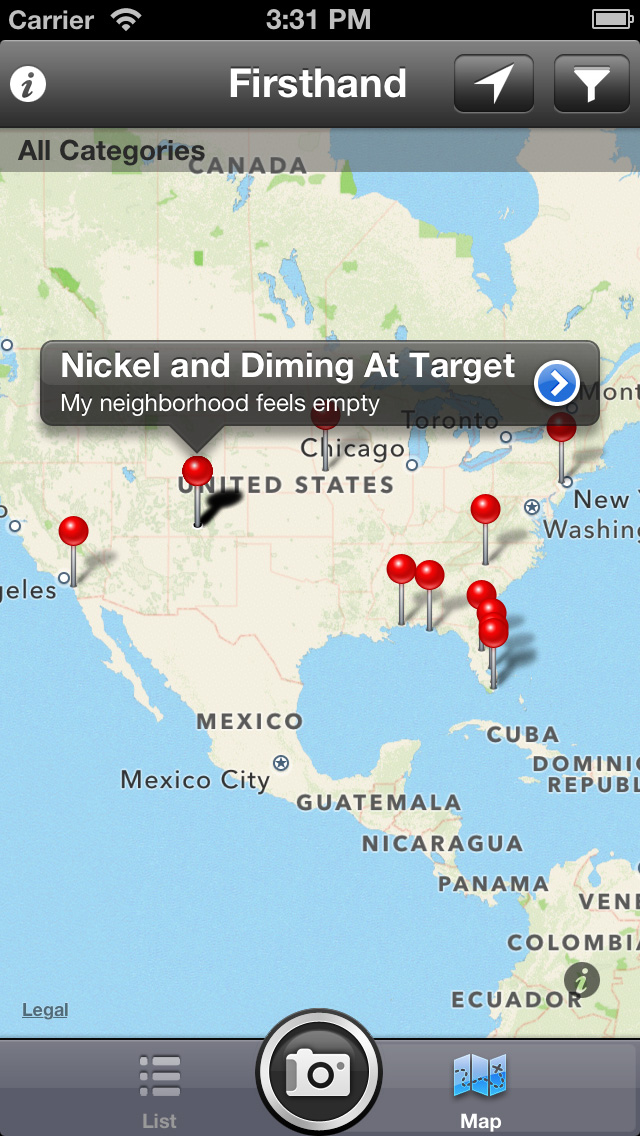 Carrier 3:31 PM
Firsthand
All Categories
CANADA
Nickel and Diming At Target
My neighborhood feels empty
Mont
Toronto
Chicago
UNITED STATES
New
Washing
geles
MEXICO
CUBA
Mexico City
DOMINIC
REPUBL
GUATEMALA
NICARAGUA
PANAMA
VENE
COLOMBIA
ECUADOR
Legal
List
Map